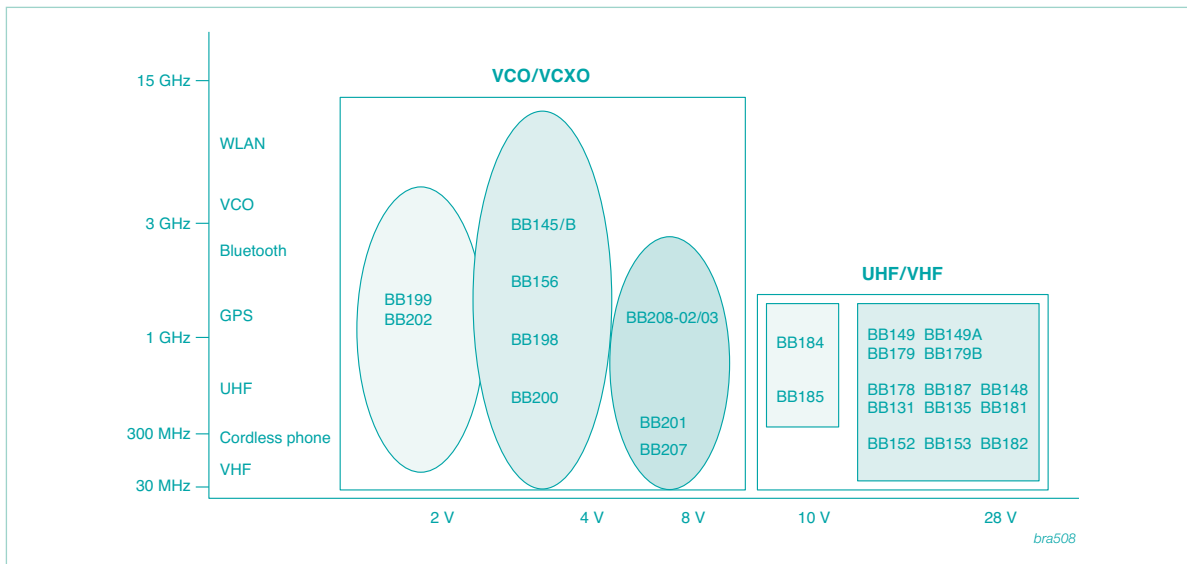 VCO/VCXO
15 GHz
WLAN
VCO
3 GHz
Bluetooth
GPS
1 GHz
UHF
300 MHz
Cordless phone
VHF
30 MHz
BB199
BB202
BB145/B
BB156
BB198
BB200
BB208-02/03
BB201
BB207
UHF/VHF
BB184
BB185
BB149 BB149A
BB179 BB179B
BB178 BB187 BB148
BB131 BB135 BB181
BB152 BB153 BB182
2 V 4 V 8 V 10 V 28 V
bra508